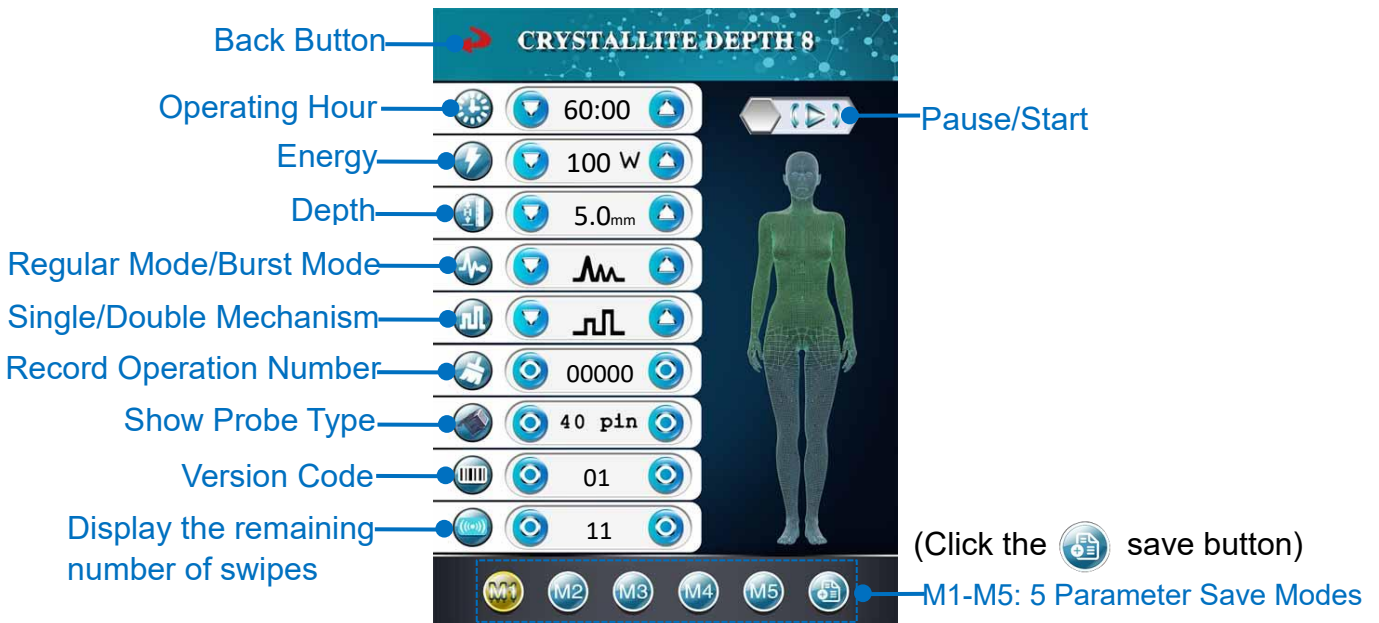 Back Button
CRYSTALLITE DEPTH 8
Operating Hour
60:00
Pause/Start
Energy
100 W
Depth
5.0mm
Regular Mode/Burst Mode
Single/Double Mechanism
Record Operation Number
00000
Show Probe Type
40 pin
Version Code
01
Display the remaining
number of swipes
11
(Click the save button)
M1 M2 M3 M4 M5
M1-M5: 5 Parameter Save Modes